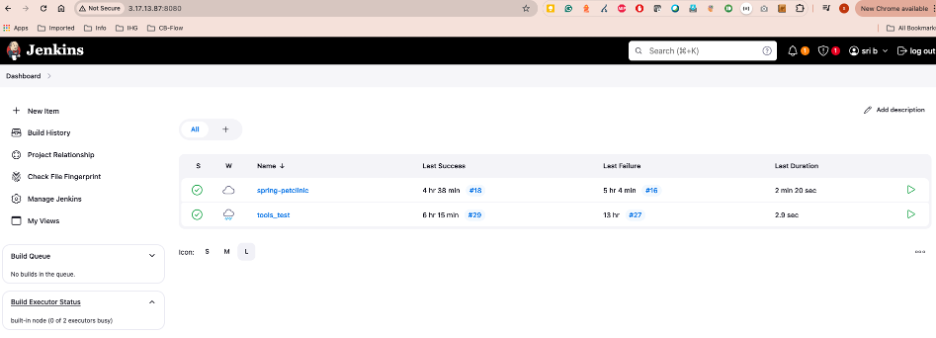 Not Secure 3.17.13.87:8080
New Chrome available
Apps Imported Info IHG CB-Flow All Bookmarks
Jenkins
Search (⌘+K)
1
1
sri b
log out
Dashboard
New Item
Build History
Project Relationship
Check File Fingerprint
Manage Jenkins
My Views
Build Queue
No builds in the queue.
Build Executor Status
built-in node (0 of 2 executors busy)
Add description
All +
S W Name ↓ Last Success Last Failure Last Duration
spring-petclinic 4 hr 38 min #18 5 hr 4 min #16 2 min 20 sec
tools_test 6 hr 15 min #29 13 hr #27 2.9 sec
Icon: S M L